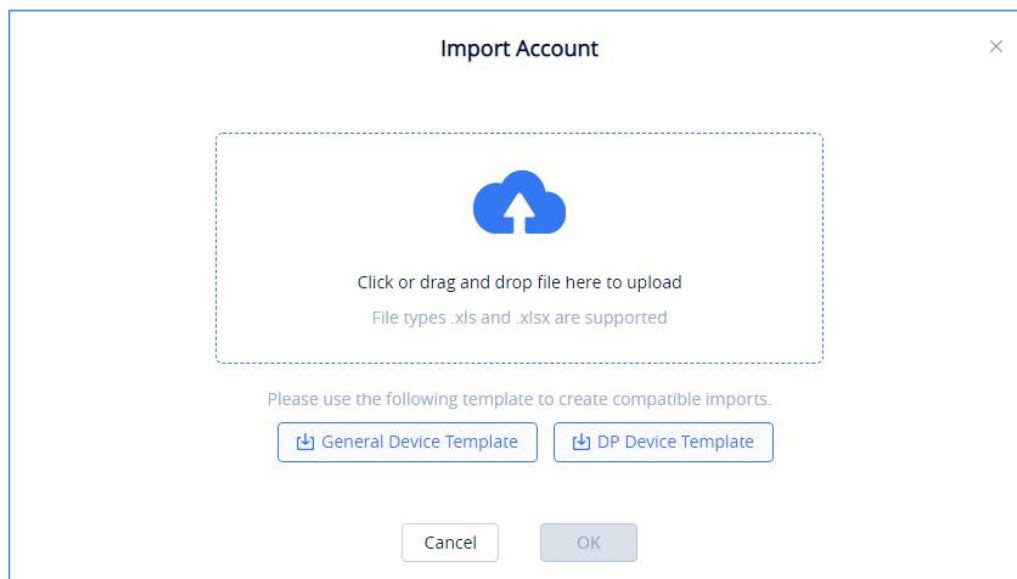 Import Account
Click or drag and drop file here to upload
File types .xls and .xlsx are supported
Please use the following template to create compatible imports.
General Device Template DP Device Template
Cancel OK